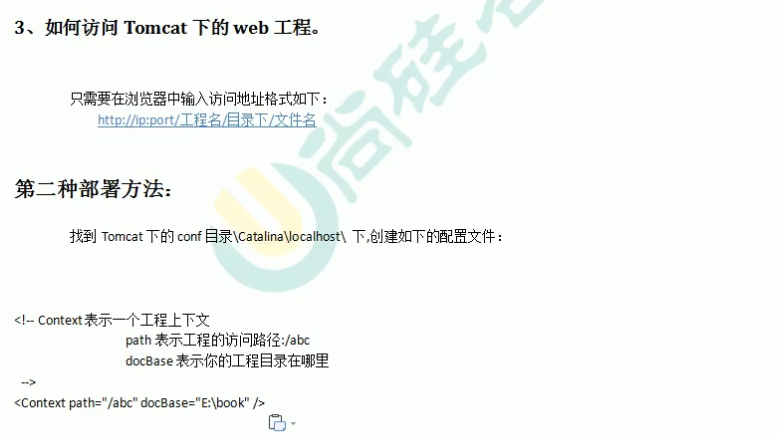 3、如何访问 Tomcat 下的 web 工程。
只需要在浏览器中输入访问地址格式如下：
http://ip:port/工程名/目录下/文件名
第二种部署方法：
找到 Tomcat 下的 conf 目录\Catalina\localhost\ 下,创建如下的配置文件：
<!-- Context 表示一个工程上下文
path 表示工程的访问路径:/abc
docBase 表示你的工程目录在哪里
-->
<Context path="/abc" docBase="E:\book" />
尚硅